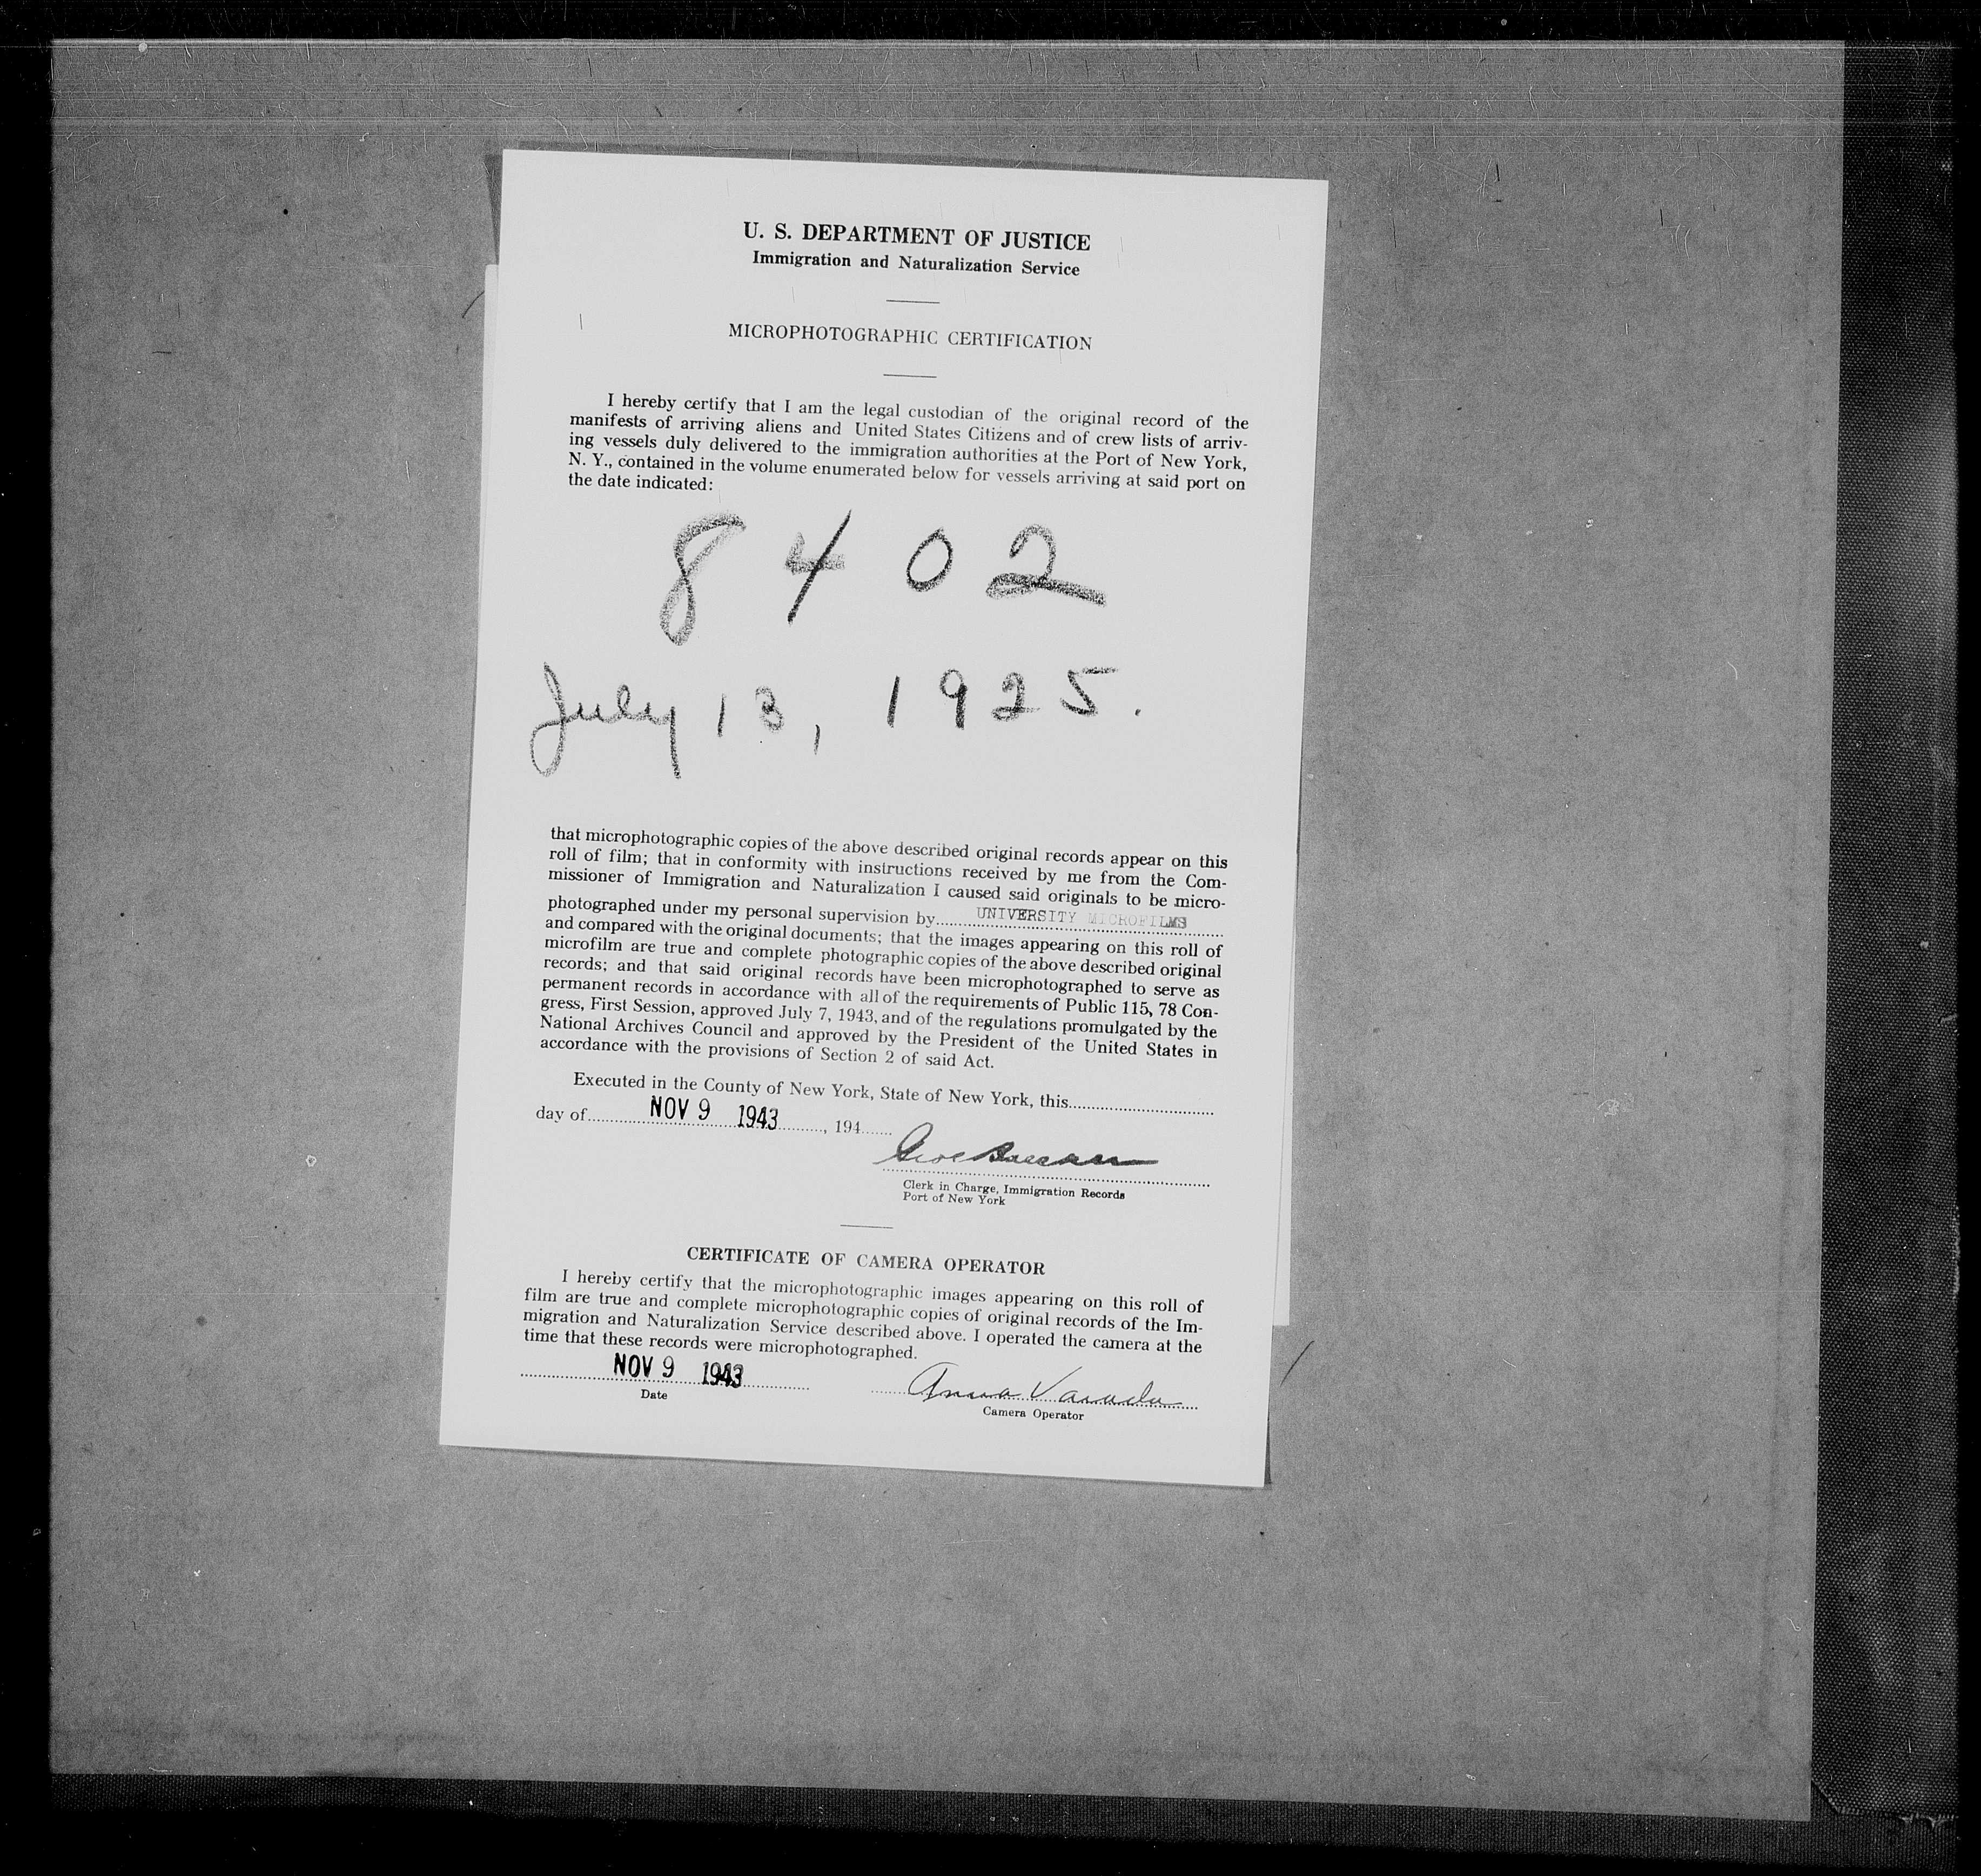 U. S. DEPARTMENT OF JUSTICE
Immigration and Naturalization Service
MICROPHOTOGRAPHIC CERTIFICATION
I hereby certify that I am the legal custodian of the original record of the
manifests of arriving aliens and United States Citizens and of crew lists of arriv-
ing vessels duly delivered to the immigration authorities at the Port of New York,
N. Y., contained in the volume enumerated below for vessels arriving at said port on
the date indicated:
8402
July 13, 1925.
that microphotographic copies of the above described original records appear on this
roll of film; that in conformity with instructions received by me from the Com-
missioner of Immigration and Naturalization I caused said originals to be micro-
photographed under my personal supervision by UNIVERSITY MICROFILMS
and compared with the original documents; that the images appearing on this roll of
microfilm are true and complete photographic copies of the above described original
records; and that said original records have been microphotographed to serve as
permanent records in accordance with all of the requirements of Public 115, 78 Con-
gress, First Session, approved July 7, 1943, and of the regulations promulgated by the
National Archives Council and approved by the President of the United States in
accordance with the provisions of Section 2 of said Act.
Executed in the County of New York, State of New York, this
day of NOV 9 1943, 194
Clerk in Charge, Immigration Records
Port of New York
CERTIFICATE OF CAMERA OPERATOR
I hereby certify that the microphotographic images appearing on this roll of
film are true and complete microphotographic copies of original records of the Im-
migration and Naturalization Service described above. I operated the camera at the
time that these records were microphotographed.
NOV 9 1943 Anna
Date
Camera Operator